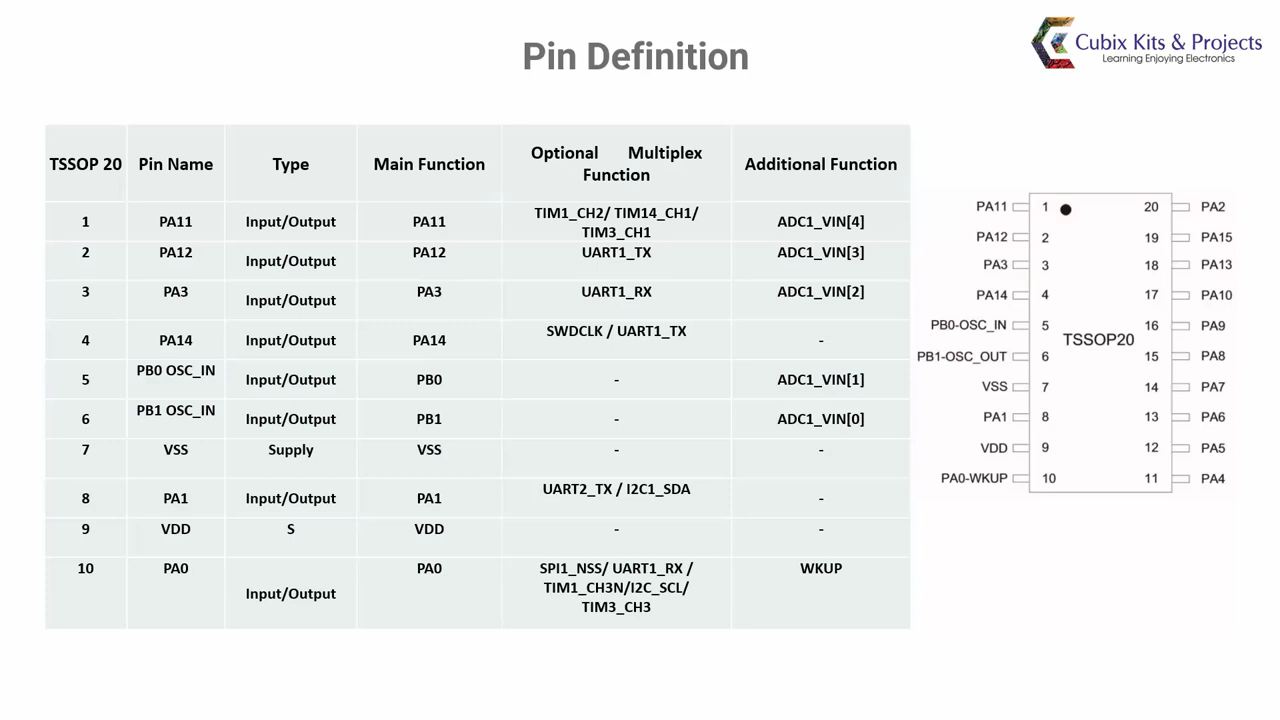 Pin Definition
Cubix Kits & Projects
Learning Enjoying Electronics
TSSOP 20 Pin Name Type Main Function Optional Multiplex Function Additional Function
1 PA11 Input/Output PA11 TIM1_CH2/ TIM14_CH1/ TIM3_CH1 ADC1_VIN[4]
2 PA12 Input/Output PA12 UART1_TX ADC1_VIN[3]
3 PA3 Input/Output PA3 UART1_RX ADC1_VIN[2]
4 PA14 Input/Output PA14 SWDCLK / UART1_TX -
5 PB0 OSC_IN Input/Output PB0 - ADC1_VIN[1]
6 PB1 OSC_IN Input/Output PB1 - ADC1_VIN[0]
7 VSS Supply VSS - -
8 PA1 Input/Output PA1 UART2_TX / I2C1_SDA -
9 VDD S VDD - -
10 PA0 Input/Output PA0 SPI1_NSS/ UART1_RX / TIM1_CH3N/I2C_SCL/ TIM3_CH3 WKUP
PA11 1 20 PA2
PA12 2 19 PA15
PA3 3 18 PA13
PA14 4 17 PA10
PB0-OSC_IN 5 16 PA9
TSSOP20
PB1-OSC_OUT 6 15 PA8
VSS 7 14 PA7
PA1 8 13 PA6
VDD 9 12 PA5
PA0-WKUP 10 11 PA4